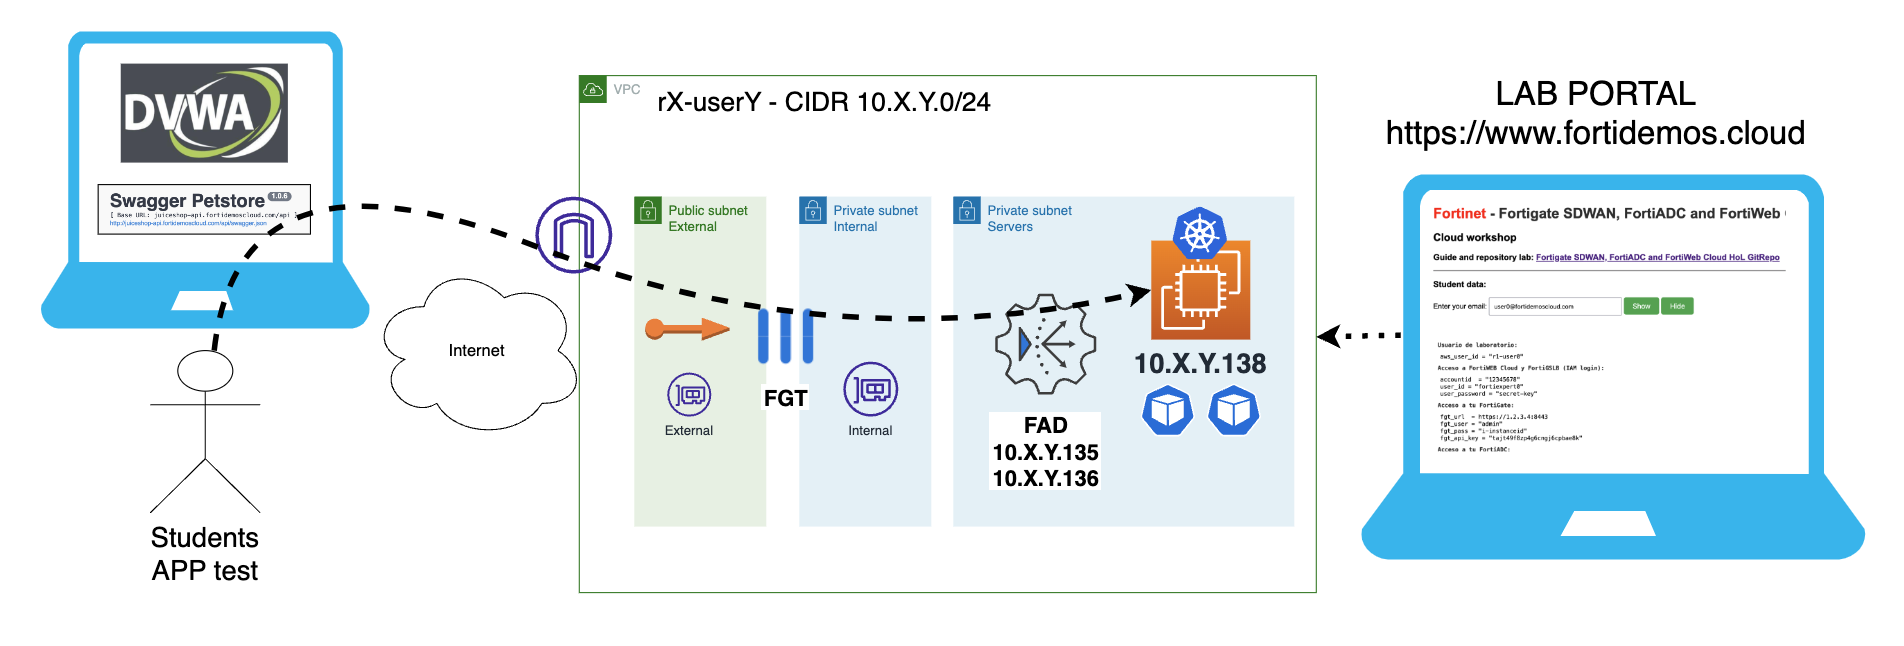 DVWA
Swagger Petstore 1.0.6
[ Base URL: juiceshop-api.fortidemoscloud.com/api ]
http://juiceshop-api.fortidemoscloud.com/api/swagger.json
Students
APP test
Internet
VPC
rX-userY - CIDR 10.X.Y.0/24
Public subnet
External
External
FGT
Private subnet
Internal
Internal
Private subnet
Servers
FAD
10.X.Y.135
10.X.Y.136
10.X.Y.138
LAB PORTAL
https://www.fortidemos.cloud
Fortinet - Fortigate SDWAN, FortiADC and FortiWeb
Cloud workshop
Guide and repository lab: Fortigate SDWAN, FortiADC and FortiWeb Cloud HoL GitRepo
Student data:
Enter your email: user0@fortidemoscloud.com Show Hide
Usuario de laboratorio:
aws_user_id = "r1-user0"
Acceso a FortiWEB Cloud y FortiGSLB (IAM login):
accountid = "12345678"
user_id = "fortiexpert0"
user_password = "secret-key"
Acceso a tu FortiGate:
fgt_url = https://1.2.3.4:8443
fgt_user = "admin"
fgt_pass = "i-instanceid"
fgt_api_key =
Acceso a tu FortiADC: